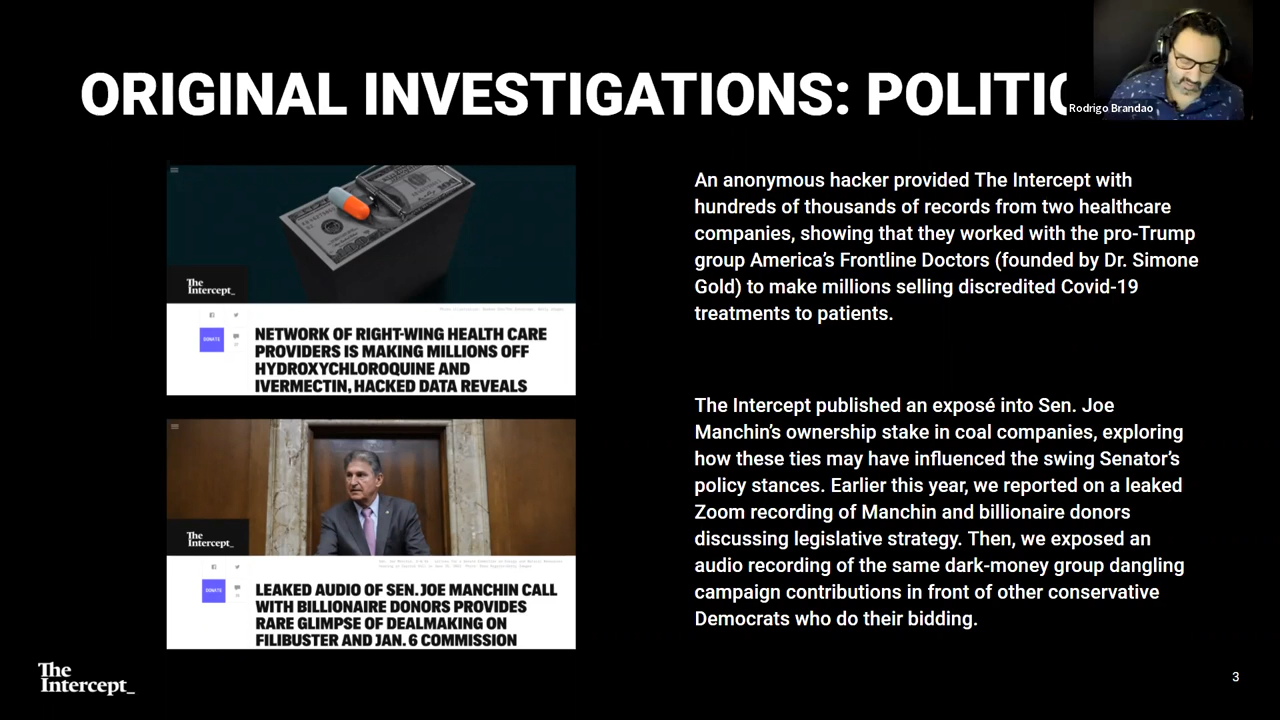 ORIGINAL INVESTIGATIONS: POLITIC
Rodrigo Brandao
The
Intercept_
DONATE
NETWORK OF RIGHT-WING HEALTH CARE
PROVIDERS IS MAKING MILLIONS OFF
HYDROXYCHLOROQUINE AND
IVERMECTIN, HACKED DATA REVEALS
An anonymous hacker provided The Intercept with
hundreds of thousands of records from two healthcare
companies, showing that they worked with the pro-Trump
group America's Frontline Doctors (founded by Dr. Simone
Gold) to make millions selling discredited Covid-19
treatments to patients.
The
Intercept_
DONATE
LEAKED AUDIO OF SEN. JOE MANCHIN CALL
WITH BILLIONAIRE DONORS PROVIDES
RARE GLIMPSE OF DEALMAKING ON
FILIBUSTER AND JAN. 6 COMMISSION
The Intercept published an exposé into Sen. Joe
Manchin's ownership stake in coal companies, exploring
how these ties may have influenced the swing Senator's
policy stances. Earlier this year, we reported on a leaked
Zoom recording of Manchin and billionaire donors
discussing legislative strategy. Then, we exposed an
audio recording of the same dark-money group dangling
campaign contributions in front of other conservative
Democrats who do their bidding.
The
Intercept_
3